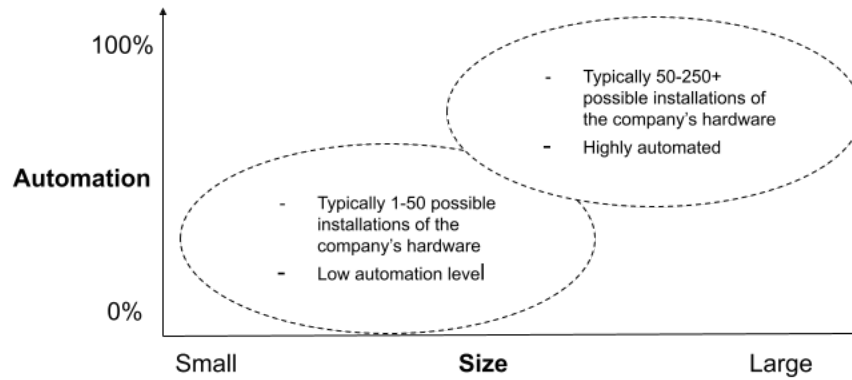 100%
- Typically 50-250+
possible installations of
the company's hardware
- Highly automated
Automation
- Typically 1-50 possible
installations of the
company's hardware
- Low automation level
0%
Small Size Large